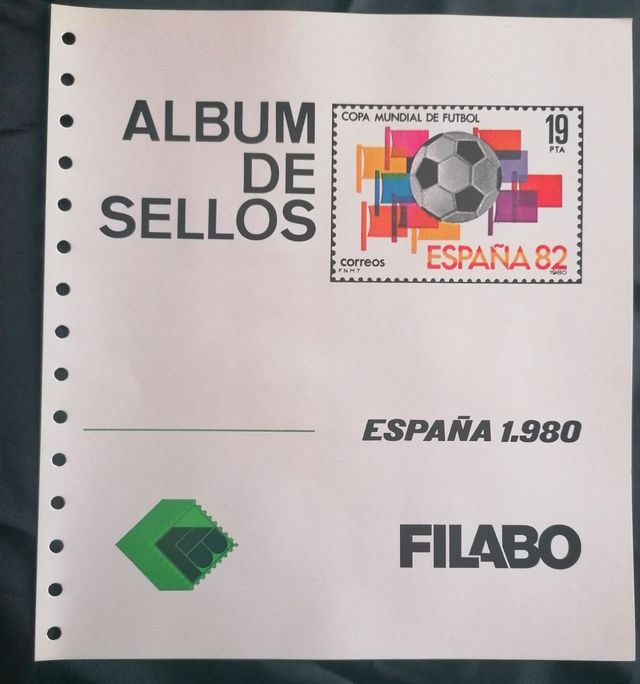 ALBUM
DE
SELLOS
COPA MUNDIAL DE FUTBOL
19
PTA
correos
FNMT
ESPAÑA 82
1980
ESPAÑA 1.980
FILABO